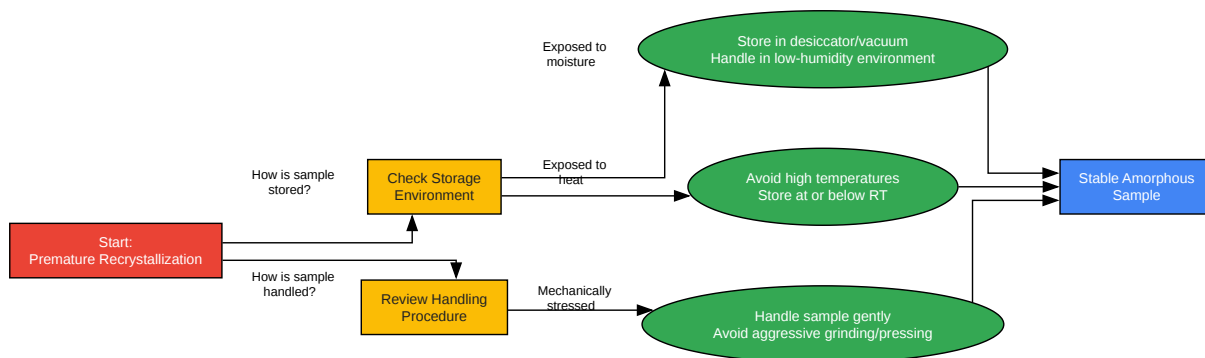 Exposed to
moisture
Store in desiccator/vacuum
Handle in low-humidity environment
How is sample
stored?
Check Storage
Environment
Exposed to
heat
Avoid high temperatures
Store at or below RT
Stable Amorphous
Sample
Start:
Premature Recrystallization
How is sample
handled?
Review Handling
Procedure
Mechanically
stressed
Handle sample gently
Avoid aggressive grinding/pressing